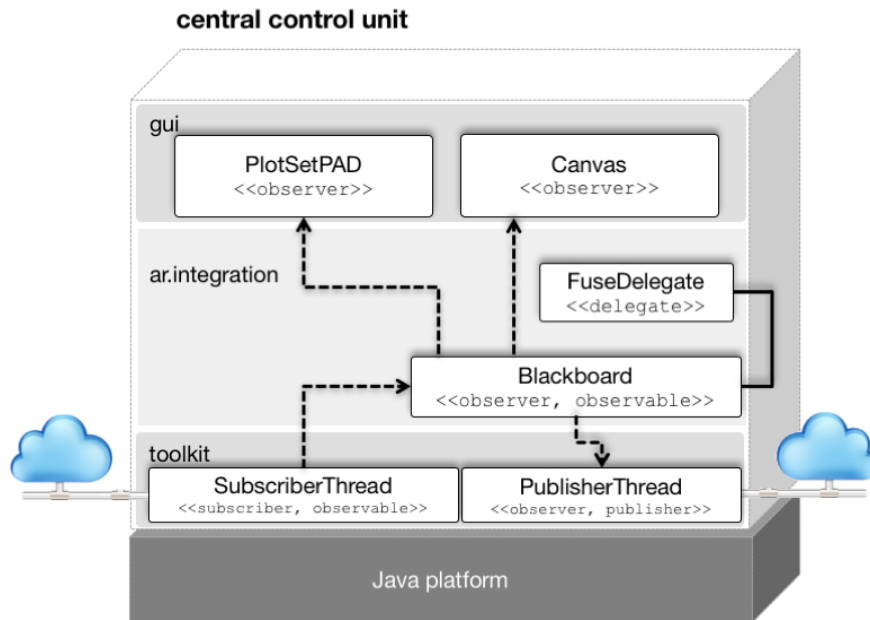 central control unit
gui
PlotSetPAD
<<observer>>
Canvas
<<observer>>
ar.integration
FuseDelegate
<<delegate>>
Blackboard
<<observer, observable>>
toolkit
SubscriberThread
<<subscriber, observable>>
PublisherThread
<<observer, publisher>>
Java platform